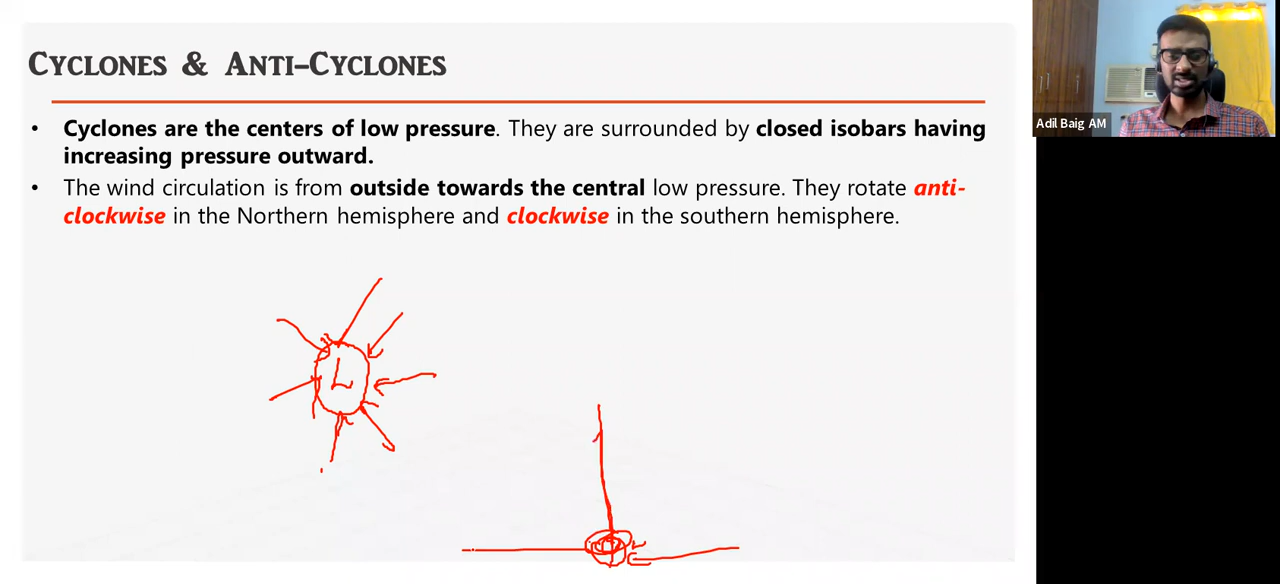 CYCLONES & ANTI-CYCLONES
• Cyclones are the centers of low pressure. They are surrounded by closed isobars having
increasing pressure outward.
• The wind circulation is from outside towards the central low pressure. They rotate anti-
clockwise in the Northern hemisphere and clockwise in the southern hemisphere.
L
Adil Baig AM